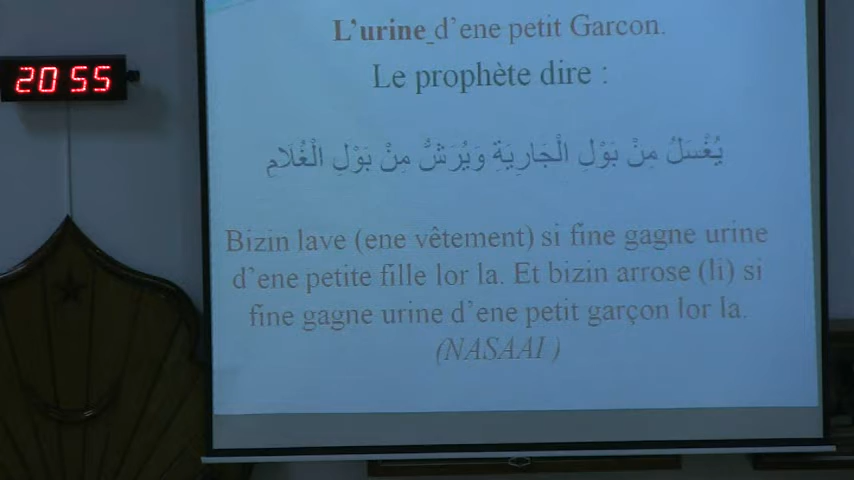 20 55
L'urine d'ene petit Garcon.
Le prophète dire :
يُغْسَلُ مِنْ بَوْلِ الْجَارِيَةِ وَيُرَشُّ مِنْ بَوْلِ الْغُلَامِ
Bizin lave (ene vêtement) si fine gagne urine
d'ene petite fille lor la. Et bizin arrose (li) si
fine gagne urine d'ene petit garçon lor la.
(NASAAI )